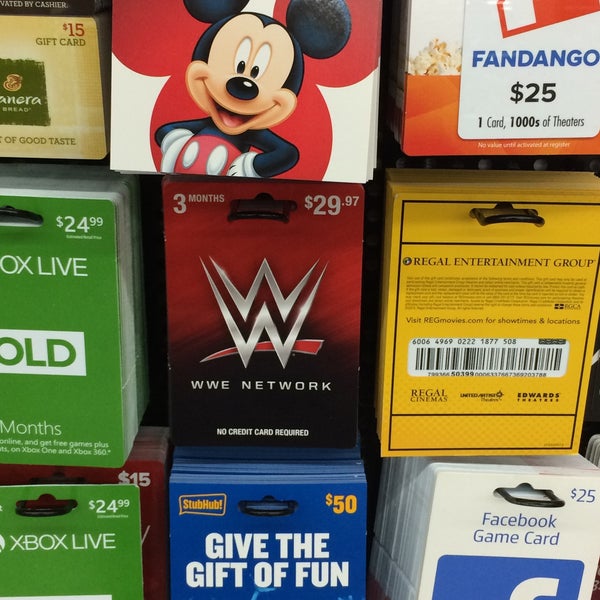 VATED BY CASHIER.
$15
GIFT CARD
anera
BREAD
T OF GOOD TASTE
FANDANGO
$25
1 Card, 1000s of Theaters
No value until activated at register
$24.99
OX LIVE
OLD
Months
online, and get free games plus
ts, on Xbox One and Xbox 360.*
3 MONTHS
$29.97
WWE NETWORK
NO CREDIT CARD REQUIRED
REGAL ENTERTAINMENT GROUP
RGCA
Visit REGmovies.com for showtimes & locations
6006 4969 0222 1877 508
REGAL
CINEMAS
UNITED ARTISTS
Theatres
EDWARDS
THEATRES
$15
$24.99
XBOX LIVE
StubHub!
$50
GIVE THE
GIFT OF FUN
$25
Facebook
Game Card